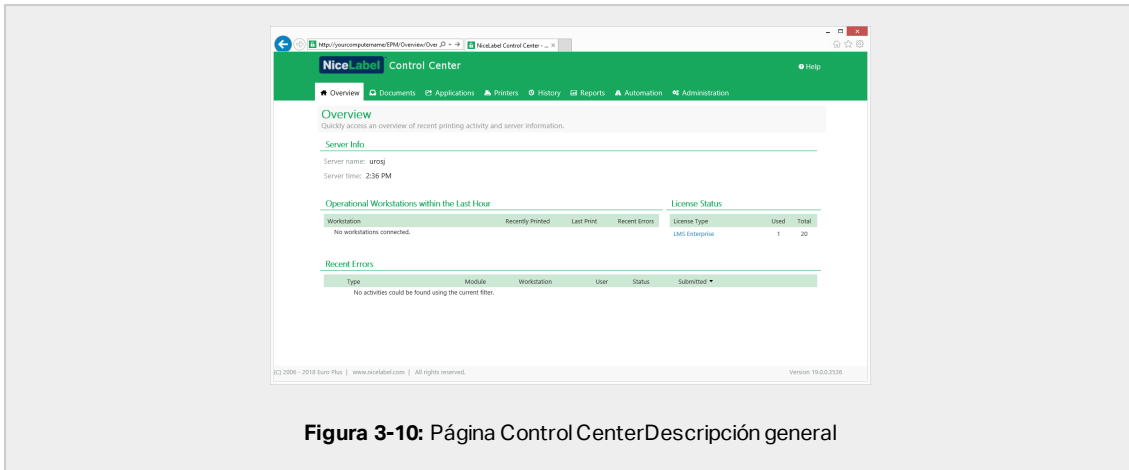 http://yourcomputername/EPM/Overview/Over
NiceLabel Control Center - ...
NiceLabel Control Center
Help
Overview Documents Applications Printers History Reports Automation Administration
Overview
Quickly access an overview of recent printing activity and server information.
Server Info
Server name: urosj
Server time: 2:36 PM
Operational Workstations within the Last Hour
Workstation Recently Printed Last Print Recent Errors
No workstations connected.
License Status
License Type Used Total
LMS Enterprise 1 20
Recent Errors
Type Module Workstation User Status Submitted
No activities could be found using the current filter.
(C) 2006 - 2018 Euro Plus | www.nicelabel.com | All rights reserved. Version 19.0.0.2536
Figura 3-10: Página Control CenterDescripción general